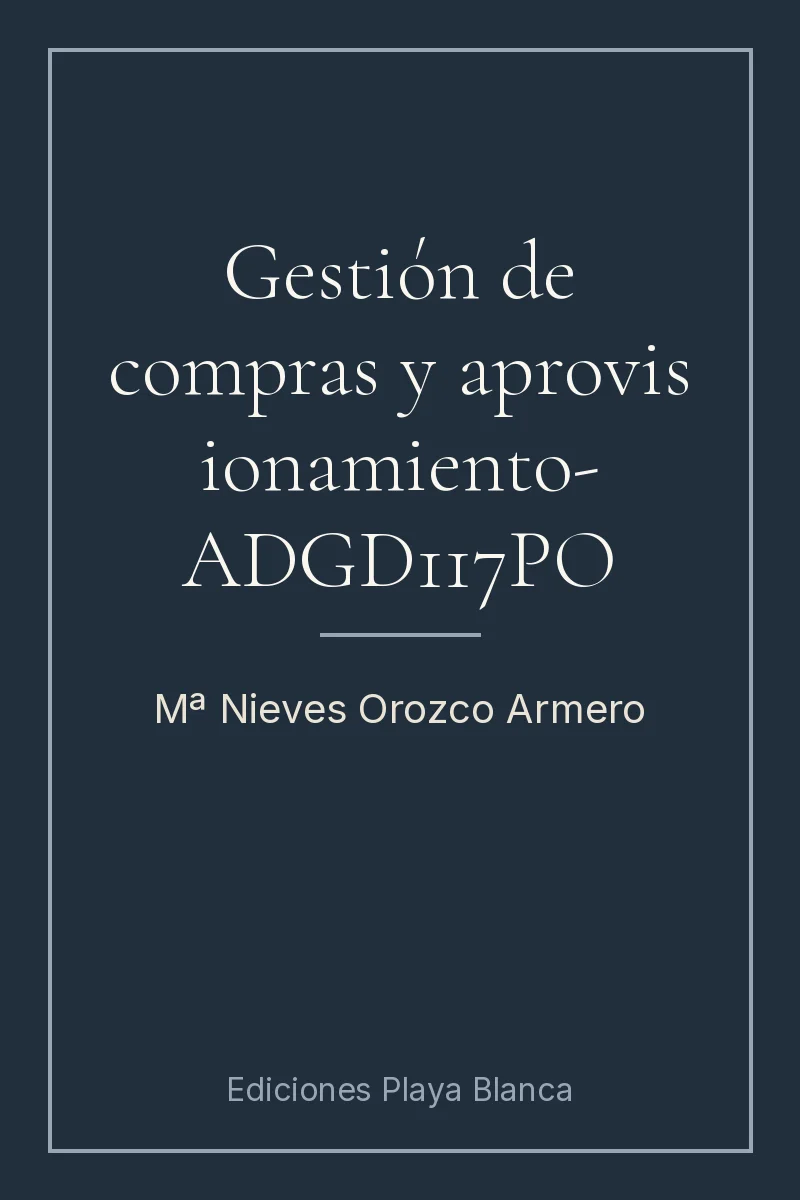 Gestión de
compras y aprovis
ionamiento-
ADGD117PO
Mª Nieves Orozco Armero
Ediciones Playa Blanca